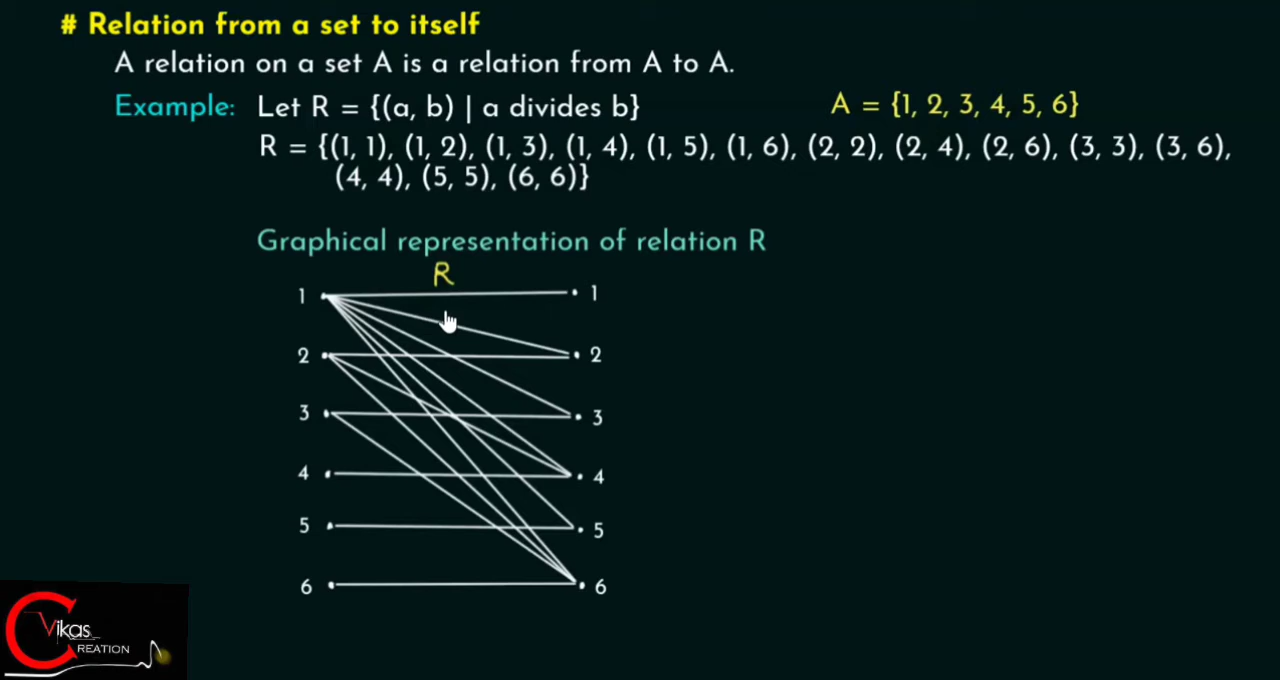 # Relation from a set to itself
A relation on a set A is a relation from A to A.
Example: Let R = {(a, b) | a divides b} A = {1, 2, 3, 4, 5, 6}
R = {(1, 1), (1, 2), (1, 3), (1, 4), (1, 5), (1, 6), (2, 2), (2, 4), (2, 6), (3, 3), (3, 6),
(4, 4), (5, 5), (6, 6)}
Graphical representation of relation R
R
1 1
2 2
3 3
4 4
5 5
6 6
Vikas
CREATION